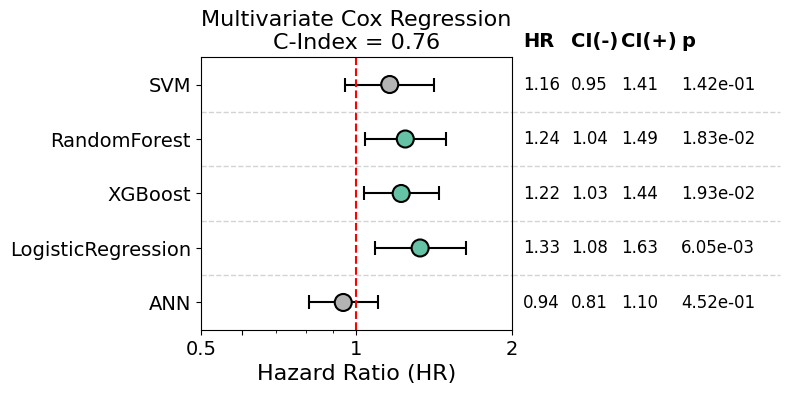 Multivariate Cox Regression
C-Index = 0.76
HR CI(-) CI(+) p
SVM 1.16 0.95 1.41 1.42e-01
RandomForest 1.24 1.04 1.49 1.83e-02
XGBoost 1.22 1.03 1.44 1.93e-02
LogisticRegression 1.33 1.08 1.63 6.05e-03
ANN 0.94 0.81 1.10 4.52e-01
0.5 1 2
Hazard Ratio (HR)